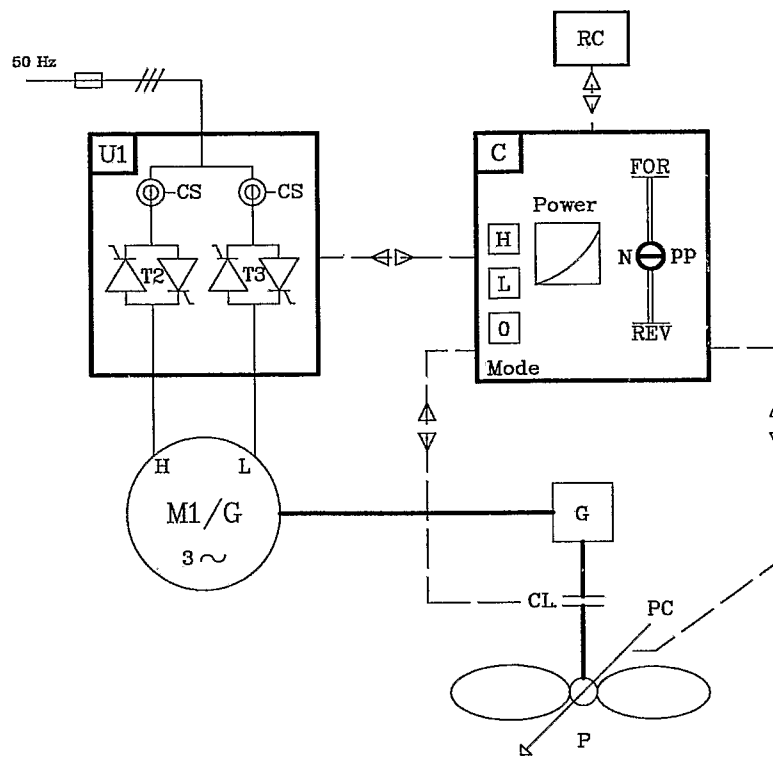 RC
50 Hz
U1
C
CS
CS
FOR
Power
H
T2
T3
N
PP
L
0
REV
Mode
H
L
M1/G
3~
G
CL
PC
P